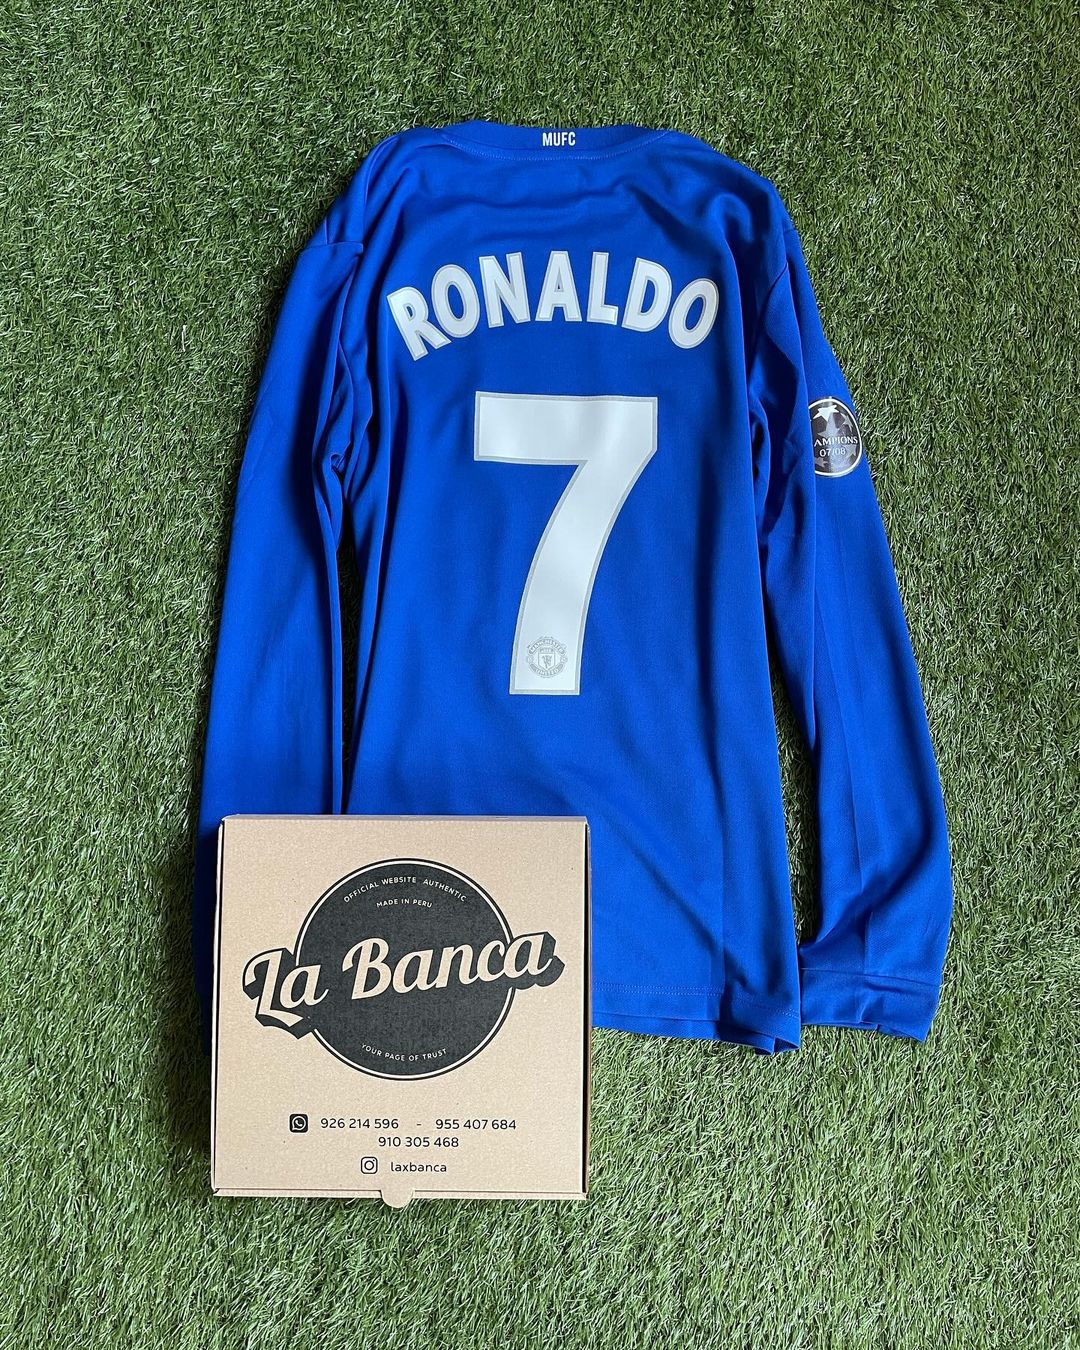 MUFC
RONALDO
7
AMPIONS
07/08
OFFICIAL WEBSITE AUTHENTIC
MADE IN PERU
La Banca
YOUR PAGE OF TRUST
926 214 596 - 955 407 684
910 305 468
laxbanca